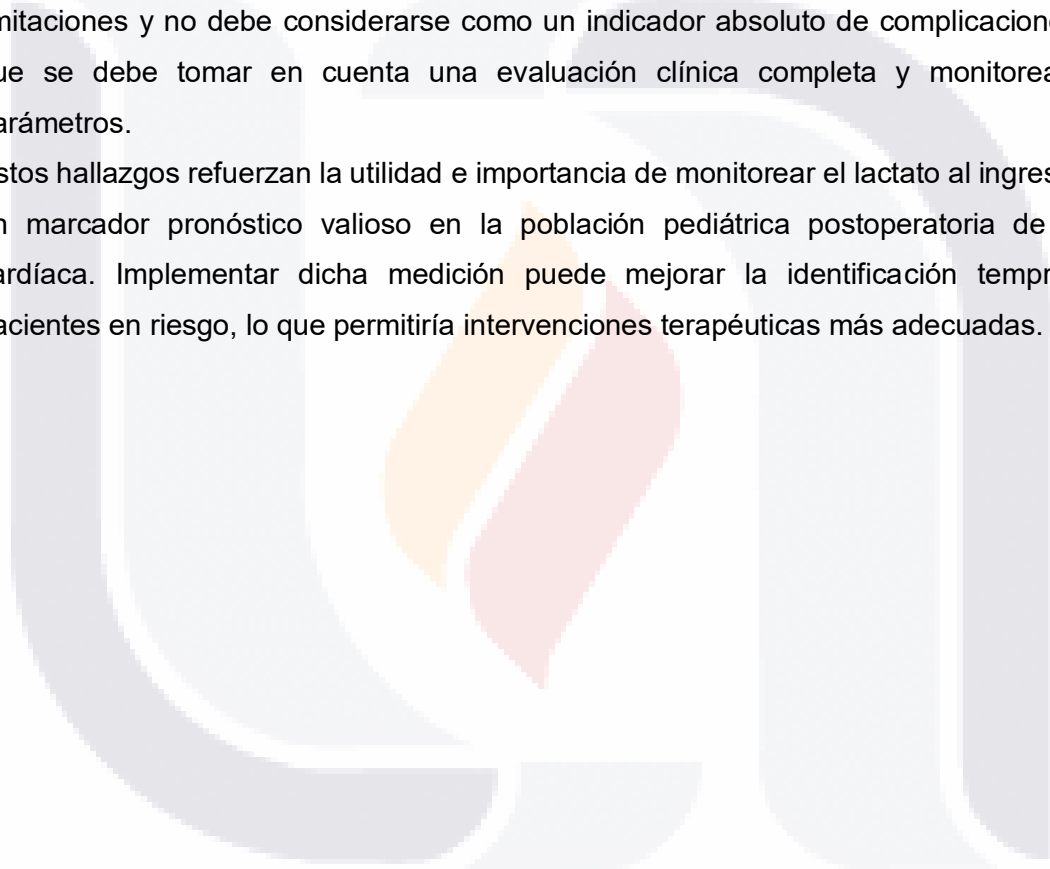 mitaciones y no debe considerarse como un indicador absoluto de complicacion
ue se debe tomar en cuenta una evaluación clínica completa y monitorea
arámetros.
stos hallazgos refuerzan la utilidad e importancia de monitorear el lactato al ingres
n marcador pronóstico valioso en la población pediátrica postoperatoria de
ardíaca. Implementar dicha medición puede mejorar la identificación tempr
acientes en riesgo, lo que permitiría intervenciones terapéuticas más adecuadas.